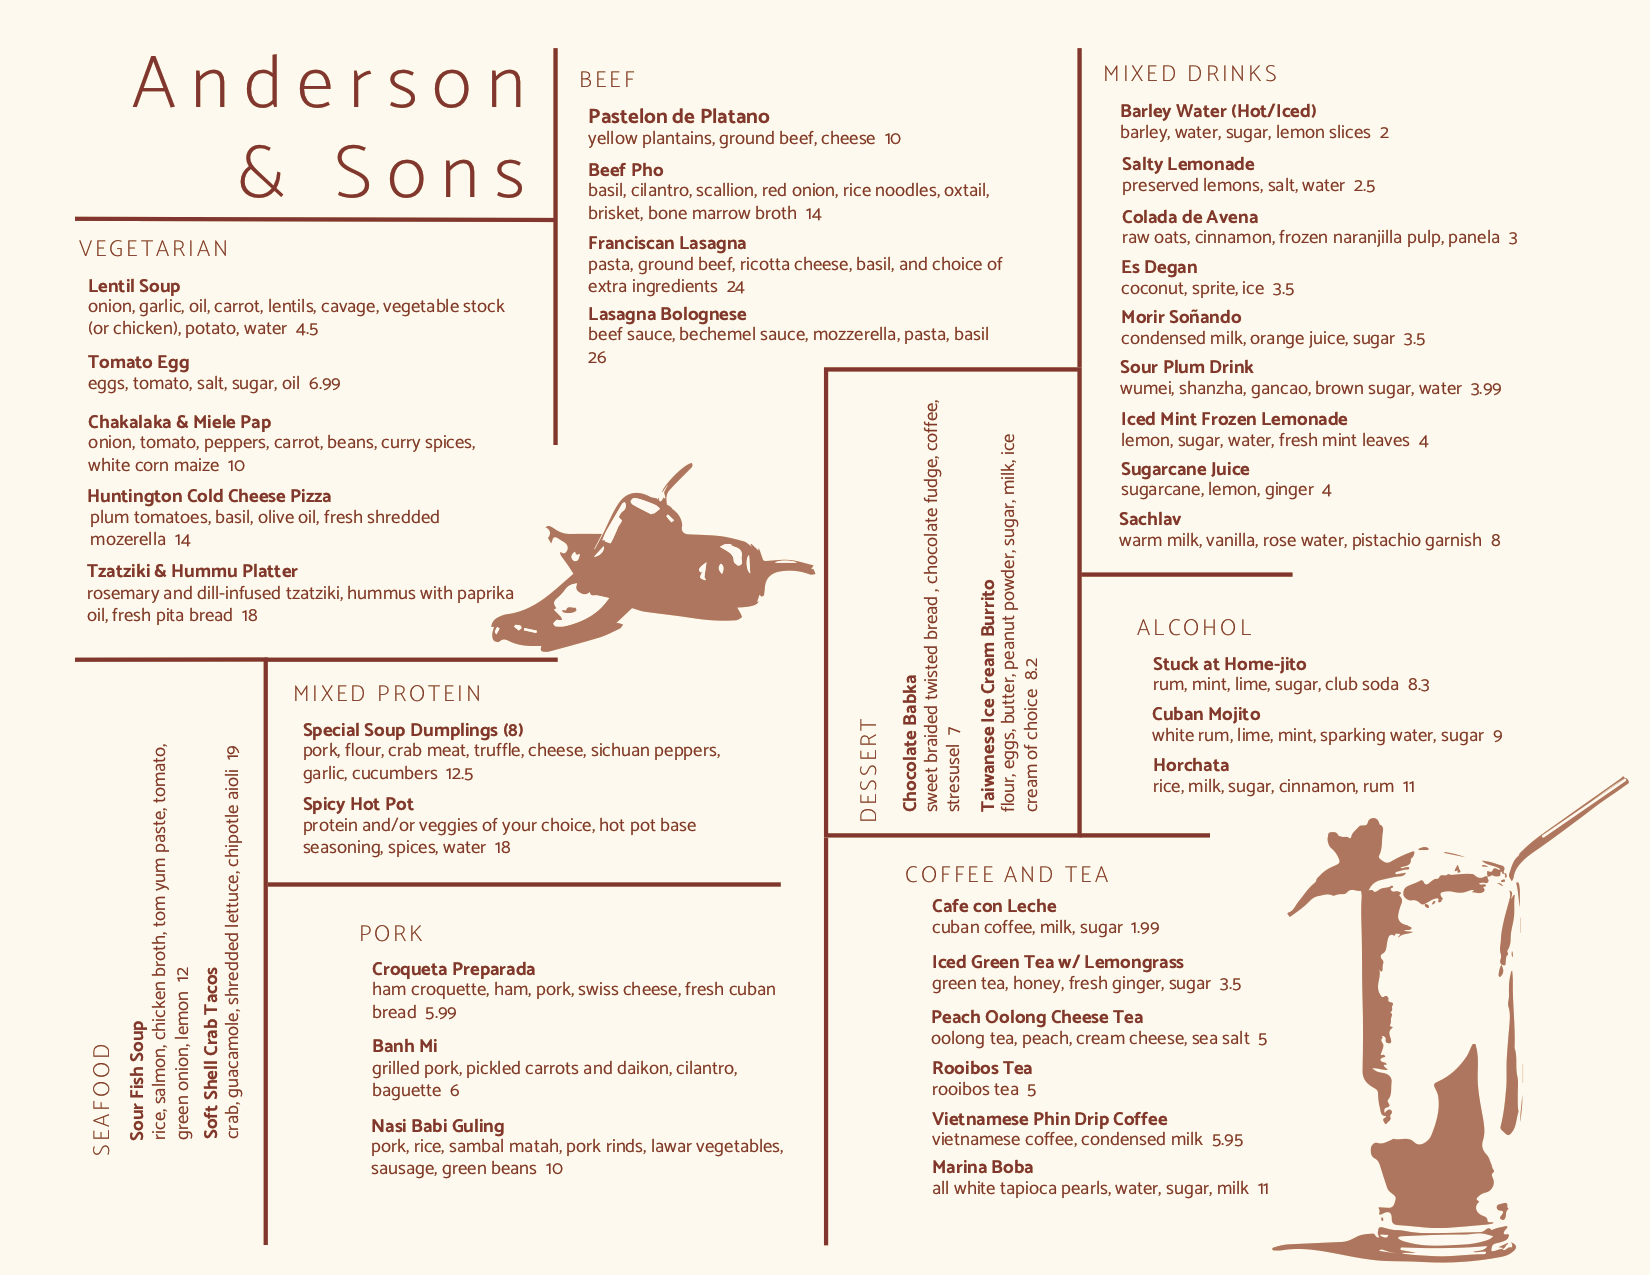 Anderson
& Sons
VEGETARIAN
Lentil Soup
onion, garlic, oil, carrot, lentils, cavage, vegetable stock
(or chicken), potato, water 4.5
Tomato Egg
eggs, tomato, salt, sugar, oil 6.99
Chakalaka & Miele Pap
onion, tomato, peppers, carrot, beans, curry spices,
white corn maize 10
Huntington Cold Cheese Pizza
plum tomatoes, basil, olive oil, fresh shredded
mozerella 14
Tzatziki & Hummu Platter
rosemary and dill-infused tzatziki, hummus with paprika
oil, fresh pita bread 18
SEAFOOD
Sour Fish Soup
rice, salmon, chicken broth, tom yum paste, tomato,
green onion, lemon 12
Soft Shell Crab Tacos
crab, guacamole, shredded lettuce, chipotle aioli 19
MIXED PROTEIN
Special Soup Dumplings (8)
pork, flour, crab meat, truffle, cheese, sichuan peppers,
garlic, cucumbers 12.5
Spicy Hot Pot
protein and/or veggies of your choice, hot pot base
seasoning, spices, water 18
PORK
Croqueta Preparada
ham croquette, ham, pork, swiss cheese, fresh cuban
bread 5.99
Banh Mi
grilled pork, pickled carrots and daikon, cilantro,
baguette 6
Nasi Babi Guling
pork, rice, sambal matah, pork rinds, lawar vegetables,
sausage, green beans 10
BEEF
Pastelon de Platano
yellow plantains, ground beef, cheese 10
Beef Pho
basil, cilantro, scallion, red onion, rice noodles, oxtail,
brisket, bone marrow broth 14
Franciscan Lasagna
pasta, ground beef, ricotta cheese, basil, and choice of
extra ingredients 24
Lasagna Bolognese
beef sauce, bechemel sauce, mozzerella, pasta, basil
26
DESSERT
Chocolate Babka
sweet braided twisted bread , chocolate fudge, coffee,
stresusel 7
Taiwanese Ice Cream Burrito
flour, eggs, butter, peanut powder, sugar, milk, ice
cream of choice 8.2
MIXED DRINKS
Barley Water (Hot/Iced)
barley, water, sugar, lemon slices 2
Salty Lemonade
preserved lemons, salt, water 2.5
Colada de Avena
raw oats, cinnamon, frozen naranjilla pulp, panela 3
Es Degan
coconut, sprite, ice 3.5
Morir Soñando
condensed milk, orange juice, sugar 3.5
Sour Plum Drink
wumei, shanzha, gancao, brown sugar, water 3.99
Iced Mint Frozen Lemonade
lemon, sugar, water, fresh mint leaves 4
Sugarcane Juice
sugarcane, lemon, ginger 4
Sachlav
warm milk, vanilla, rose water, pistachio garnish 8
ALCOHOL
Stuck at Home-jito
rum, mint, lime, sugar, club soda 8.3
Cuban Mojito
white rum, lime, mint, sparking water, sugar 9
Horchata
rice, milk, sugar, cinnamon, rum 11
COFFEE AND TEA
Cafe con Leche
cuban coffee, milk, sugar 1.99
Iced Green Tea w/ Lemongrass
green tea, honey, fresh ginger, sugar 3.5
Peach Oolong Cheese Tea
oolong tea, peach, cream cheese, sea salt 5
Rooibos Tea
rooibos tea 5
Vietnamese Phin Drip Coffee
vietnamese coffee, condensed milk 5.95
Marina Boba
all white tapioca pearls, water, sugar, milk 11